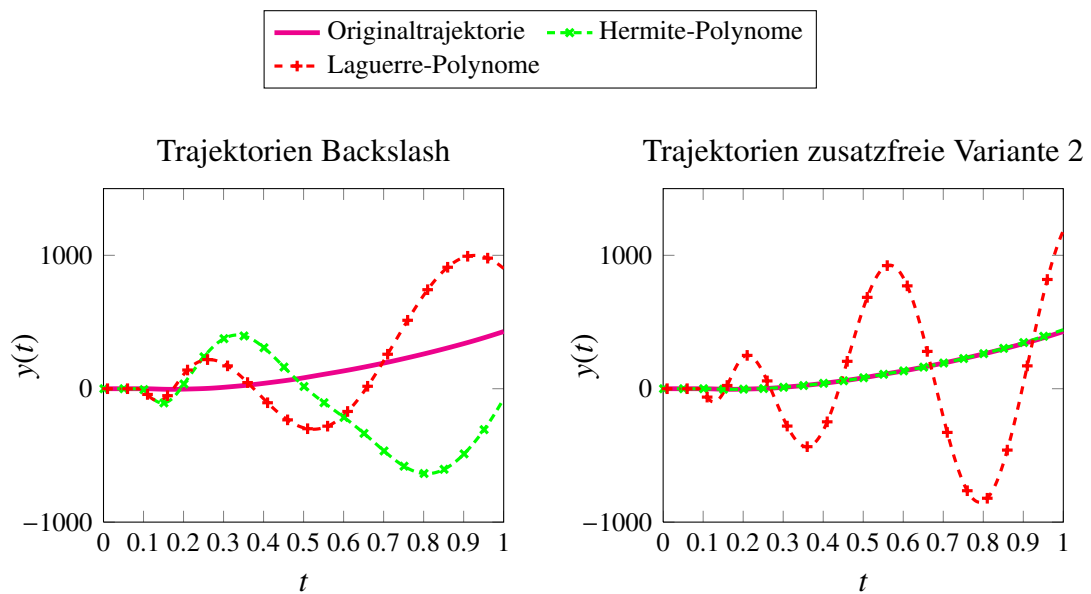 Originaltrajektorie Hermite-Polynome
Laguerre-Polynome
Trajektorien Backslash
1000
0
−1000
y(t)
0 0.1 0.2 0.3 0.4 0.5 0.6 0.7 0.8 0.9 1
t
Trajektorien zusatzfreie Variante 2
1000
0
−1000
y(t)
0 0.1 0.2 0.3 0.4 0.5 0.6 0.7 0.8 0.9 1
t